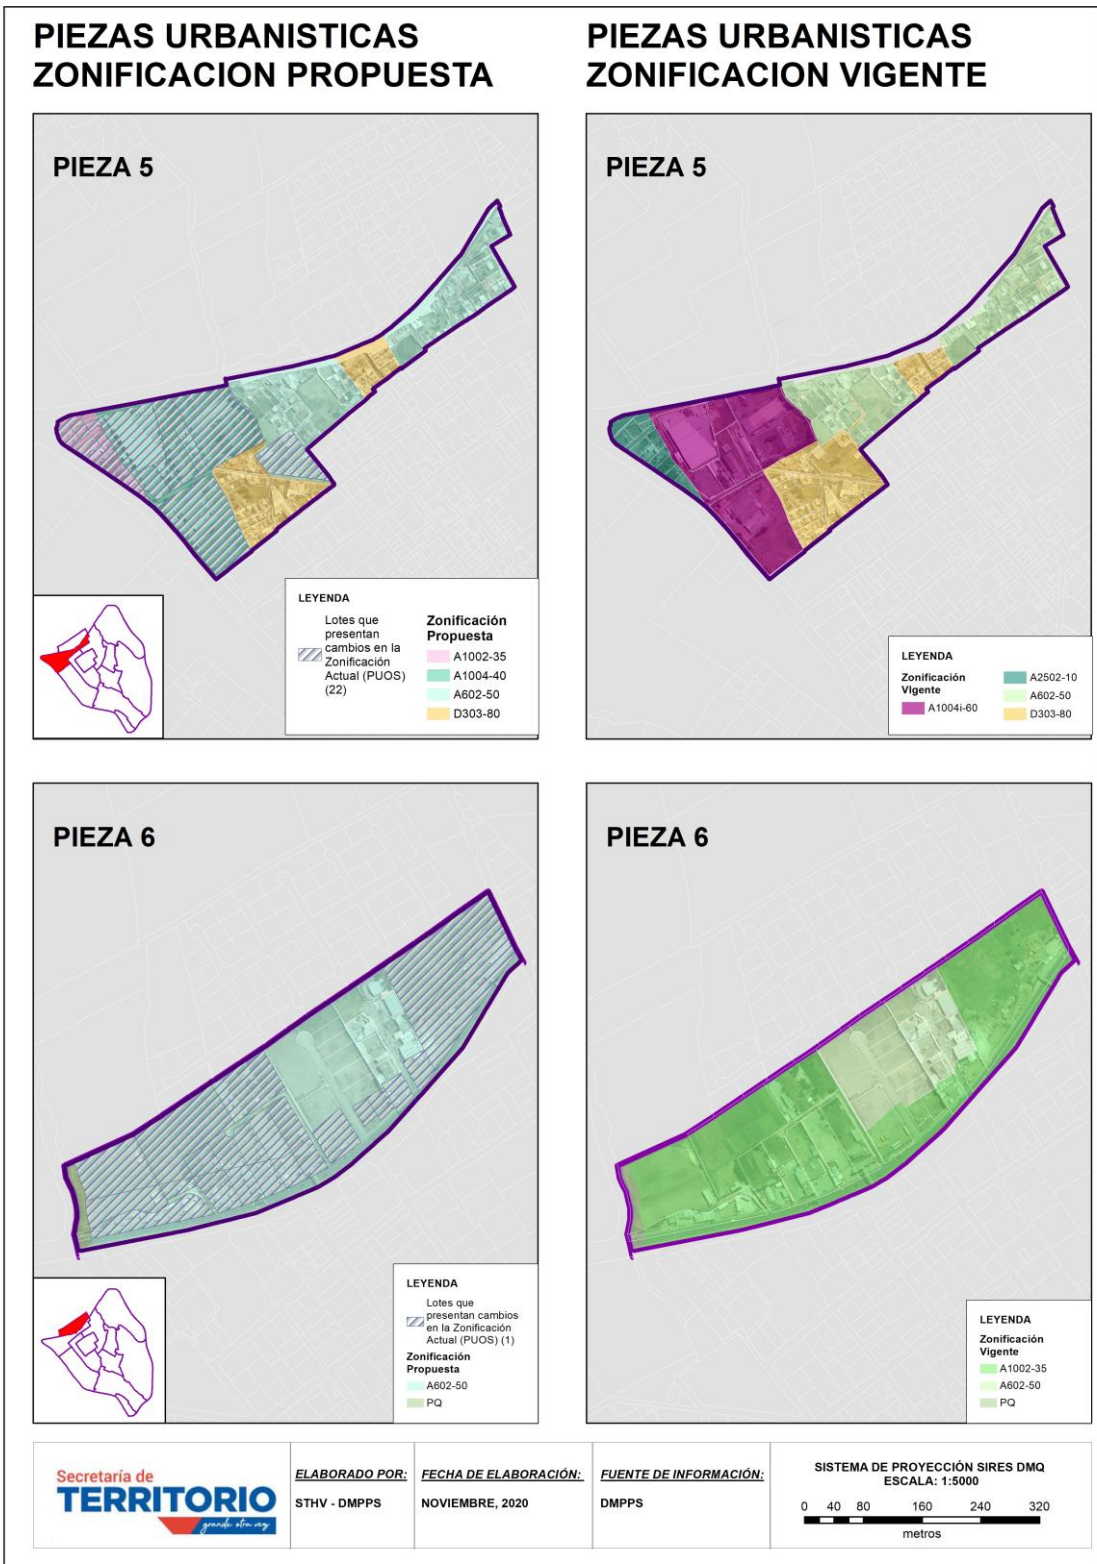 PIEZAS URBANISTICAS
ZONIFICACION PROPUESTA
PIEZAS URBANISTICAS
ZONIFICACION VIGENTE
PIEZA 5
LEYENDA
Lotes que
presentan
cambios en la
Zonificación
Actual (PUOS)
(22)
Zonificación
Propuesta
A1002-35
A1004-40
A602-50
D303-80
PIEZA 5
LEYENDA
Zonificación
VIgente
A1004i-60
A2502-10
A602-50
D303-80
PIEZA 6
LEYENDA
Lotes que
presentan cambios
en la Zonificación
Actual (PUOS) (1)
Zonificación
Propuesta
A602-50
PQ
PIEZA 6
LEYENDA
Zonificación
Vigente
A1002-35
A602-50
PQ
Secretaría de
TERRITORIO
grande otra vez
ELABORADO POR:
STHV - DMPPS
FECHA DE ELABORACIÓN:
NOVIEMBRE, 2020
FUENTE DE INFORMACIÓN:
DMPPS
SISTEMA DE PROYECCIÓN SIRES DMQ
ESCALA: 1:5000
0 40 80 160 240 320
metros